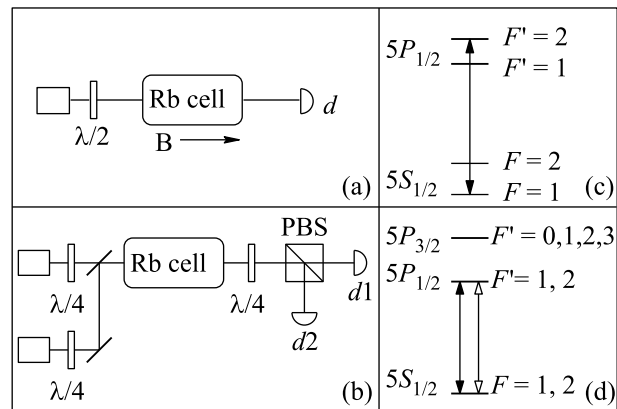 Rb cell
d
λ/2
B
(a)
5P1/2
F' = 2
F' = 1
F = 2
5S1/2
F = 1
(c)
PBS
Rb cell
λ/4
λ/4
d1
d2
λ/4
(b)
5P3/2
F' = 0,1,2,3
5P1/2
F' = 1, 2
5S1/2
F = 1, 2
(d)